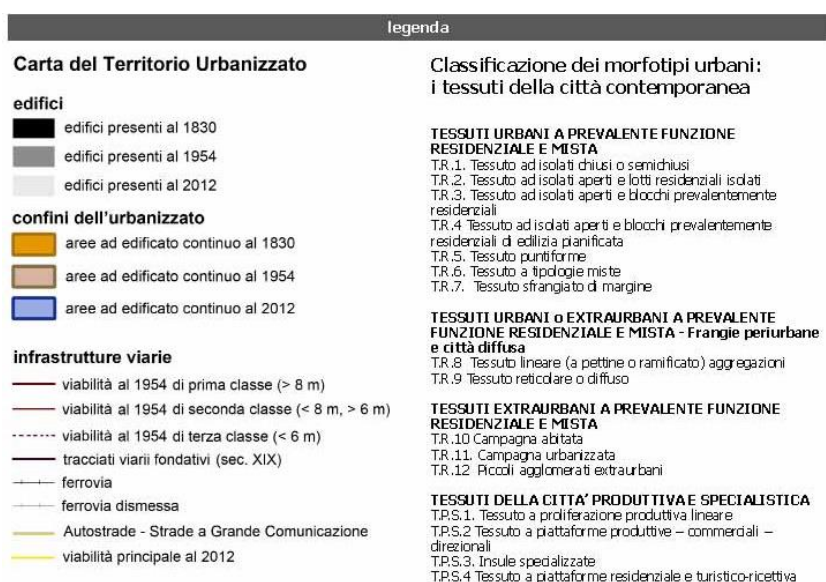 legenda
Carta del Territorio Urbanizzato
edifici
edifici presenti al 1830
edifici presenti al 1954
edifici presenti al 2012
confini dell'urbanizzato
aree ad edificato continuo al 1830
aree ad edificato continuo al 1954
aree ad edificato continuo al 2012
infrastrutture viarie
viabilità al 1954 di prima classe (> 8 m)
viabilità al 1954 di seconda classe (< 8 m, > 6 m)
viabilità al 1954 di terza classe (< 6 m)
tracciati viarii fondativi (sec. XIX)
ferrovia
ferrovia dismessa
Autostrade - Strade a Grande Comunicazione
viabilità principale al 2012
Classificazione dei morfotipi urbani:
i tessuti della città contemporanea
TESSUTI URBANI A PREVALENTE FUNZIONE
RESIDENZIALE E MISTA
T.R.1. Tessuto ad isolati chiusi o semichiusi
T.R.2. Tessuto ad isolati aperti e lotti residenziali isolati
T.R.3. Tessuto ad isolati aperti e blocchi prevalentemente
residenziali
T.R.4 Tessuto ad isolati aperti e blocchi prevalentemente
residenziali di edilizia pianificata
T.R.5. Tessuto puntiforme
T.R.6. Tessuto a tipologie miste
T.R.7. Tessuto sfrangiato di margine
TESSUTI URBANI o EXTRAURBANI A PREVALENTE
FUNZIONE RESIDENZIALE E MISTA - Frangie periurbane
e città diffusa
T.R.8 Tessuto lineare (a pettine o ramificato) aggregazioni
T.R.9 Tessuto reticolare o diffuso
TESSUTI EXTRAURBANI A PREVALENTE FUNZIONE
RESIDENZIALE E MISTA
T.R.10 Campagna abitata
T.R.11. Campagna urbanizzata
T.R.12 Piccoli agglomerati extraurbani
TESSUTI DELLA CITTA' PRODUTTIVA E SPECIALISTICA
T.P.S.1. Tessuto a proliferazione produttiva lineare
T.P.S.2 Tessuto a piattaforme produttive – commerciali –
direzionali
T.P.S.3. Insule specializzate
T.P.S.4 Tessuto a piattaforme residenziale e turistico-ricettiva